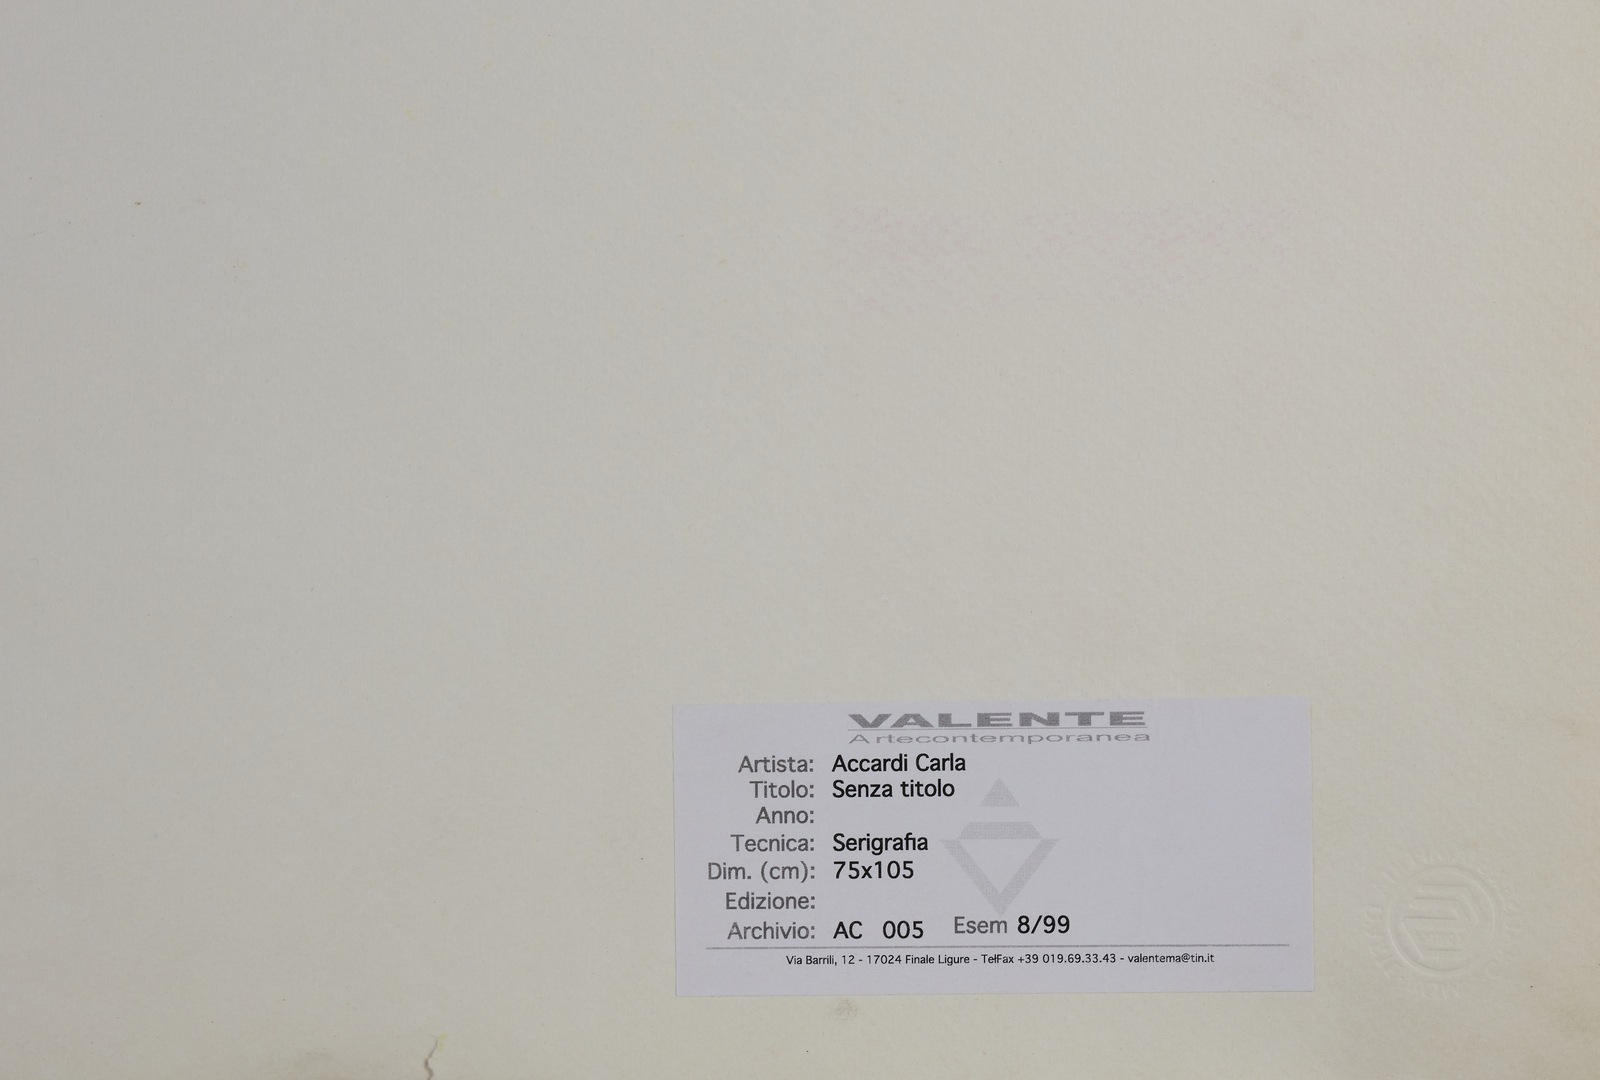 VALENTE
Artecontemporanea
Artista: Accardi Carla
Titolo: Senza titolo
Anno:
Tecnica: Serigrafia
Dim. (cm): 75x105
Edizione:
Archivio: AC 005 Esem 8/99
Via Barrili, 12 - 17024 Finale Ligure - TelFax +39 019.69.33.43 - valentema@tin.it